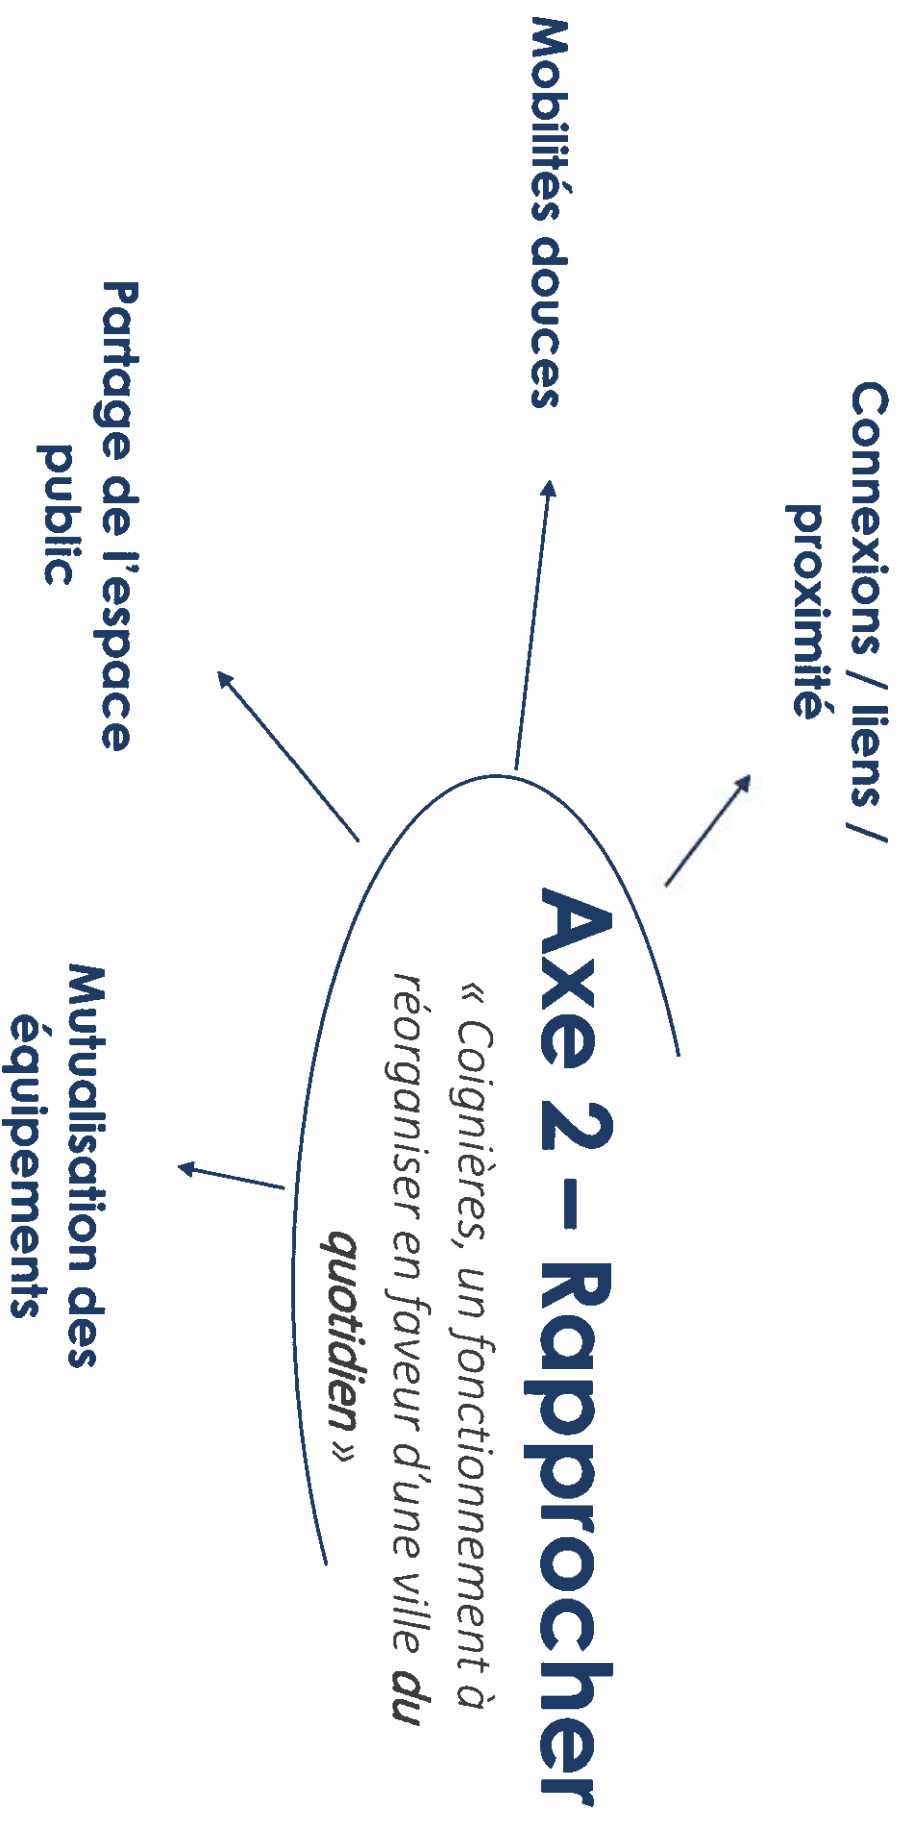 Connexions / liens /
proximité
Mobilités douces
Axe 2 – Rapprocher
« Coignières, un fonctionnement à
réorganiser en faveur d'une ville du
quotidien »
Partage de l'espace
public
Mutualisation des
équipements